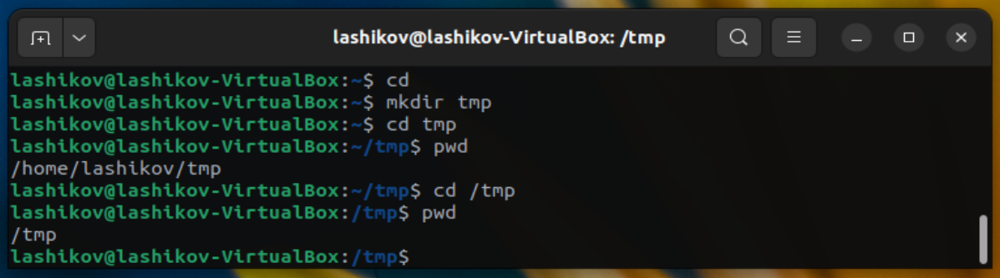 lashikov@lashikov-VirtualBox: /tmp
lashikov@lashikov-VirtualBox:~$ cd
lashikov@lashikov-VirtualBox:~$ mkdir tmp
lashikov@lashikov-VirtualBox:~$ cd tmp
lashikov@lashikov-VirtualBox:~/tmp$ pwd
/home/lashikov/tmp
lashikov@lashikov-VirtualBox:~/tmp$ cd /tmp
lashikov@lashikov-VirtualBox:/tmp$ pwd
/tmp
lashikov@lashikov-VirtualBox:/tmp$